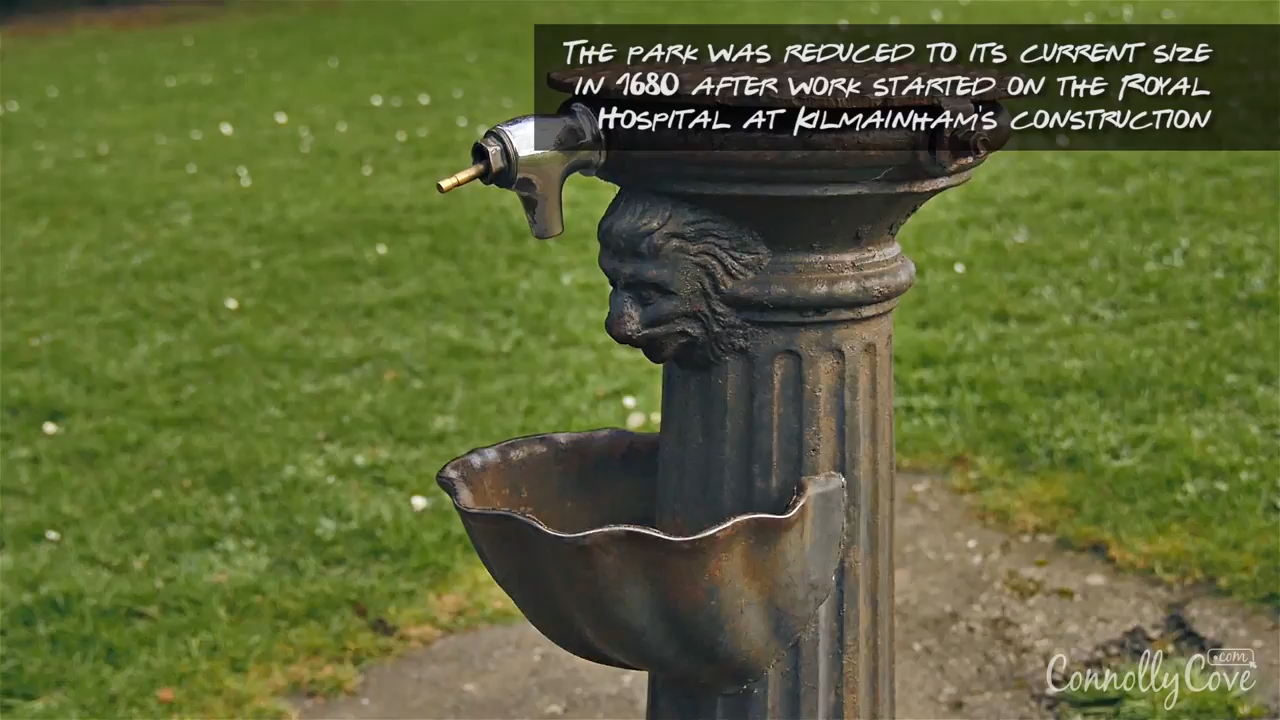 The park was reduced to its current size
in 1680 after work started on the Royal
Hospital at Kilmainham's construction
ConnollyCove.com